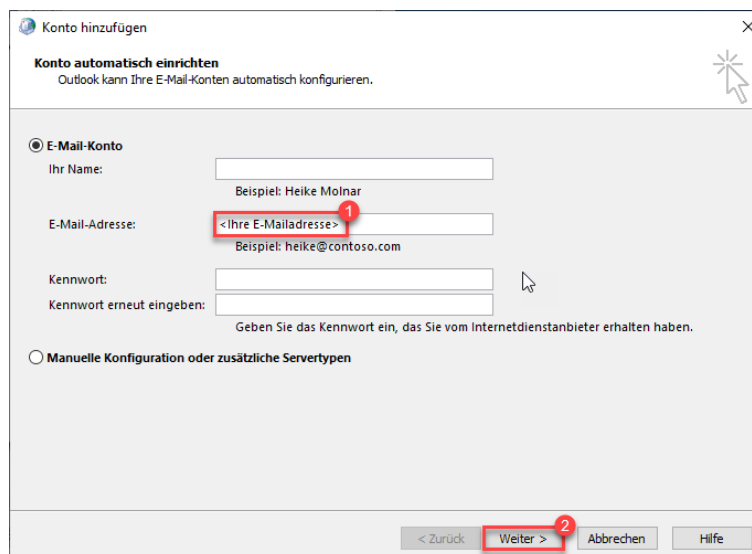 Konto hinzufügen
Konto automatisch einrichten
Outlook kann Ihre E-Mail-Konten automatisch konfigurieren.
E-Mail-Konto
Ihr Name:
Beispiel: Heike Molnar
1
E-Mail-Adresse: <Ihre E-Mailadresse>
Beispiel: heike@contoso.com
Kennwort:
Kennwort erneut eingeben:
Geben Sie das Kennwort ein, das Sie vom Internetdienstanbieter erhalten haben.
Manuelle Konfiguration oder zusätzliche Servertypen
2
< Zurück Weiter > Abbrechen Hilfe